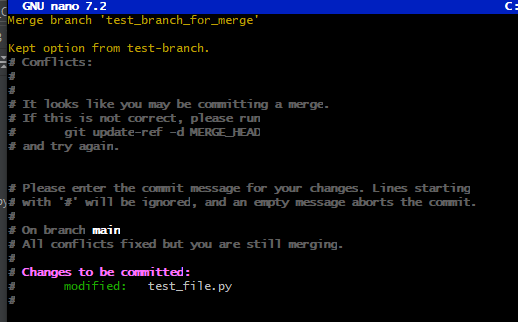 GNU nano 7.2 C:
Merge branch 'test_branch_for_merge'
Kept option from test-branch.
# Conflicts:
#
#
# It looks like you may be committing a merge.
# If this is not correct, please run
#       git update-ref -d MERGE_HEAD
# and try again.
# Please enter the commit message for your changes. Lines starting
# with '#' will be ignored, and an empty message aborts the commit.
#
# On branch main
# All conflicts fixed but you are still merging.
#
# Changes to be committed:
#       modified:   test_file.py
#